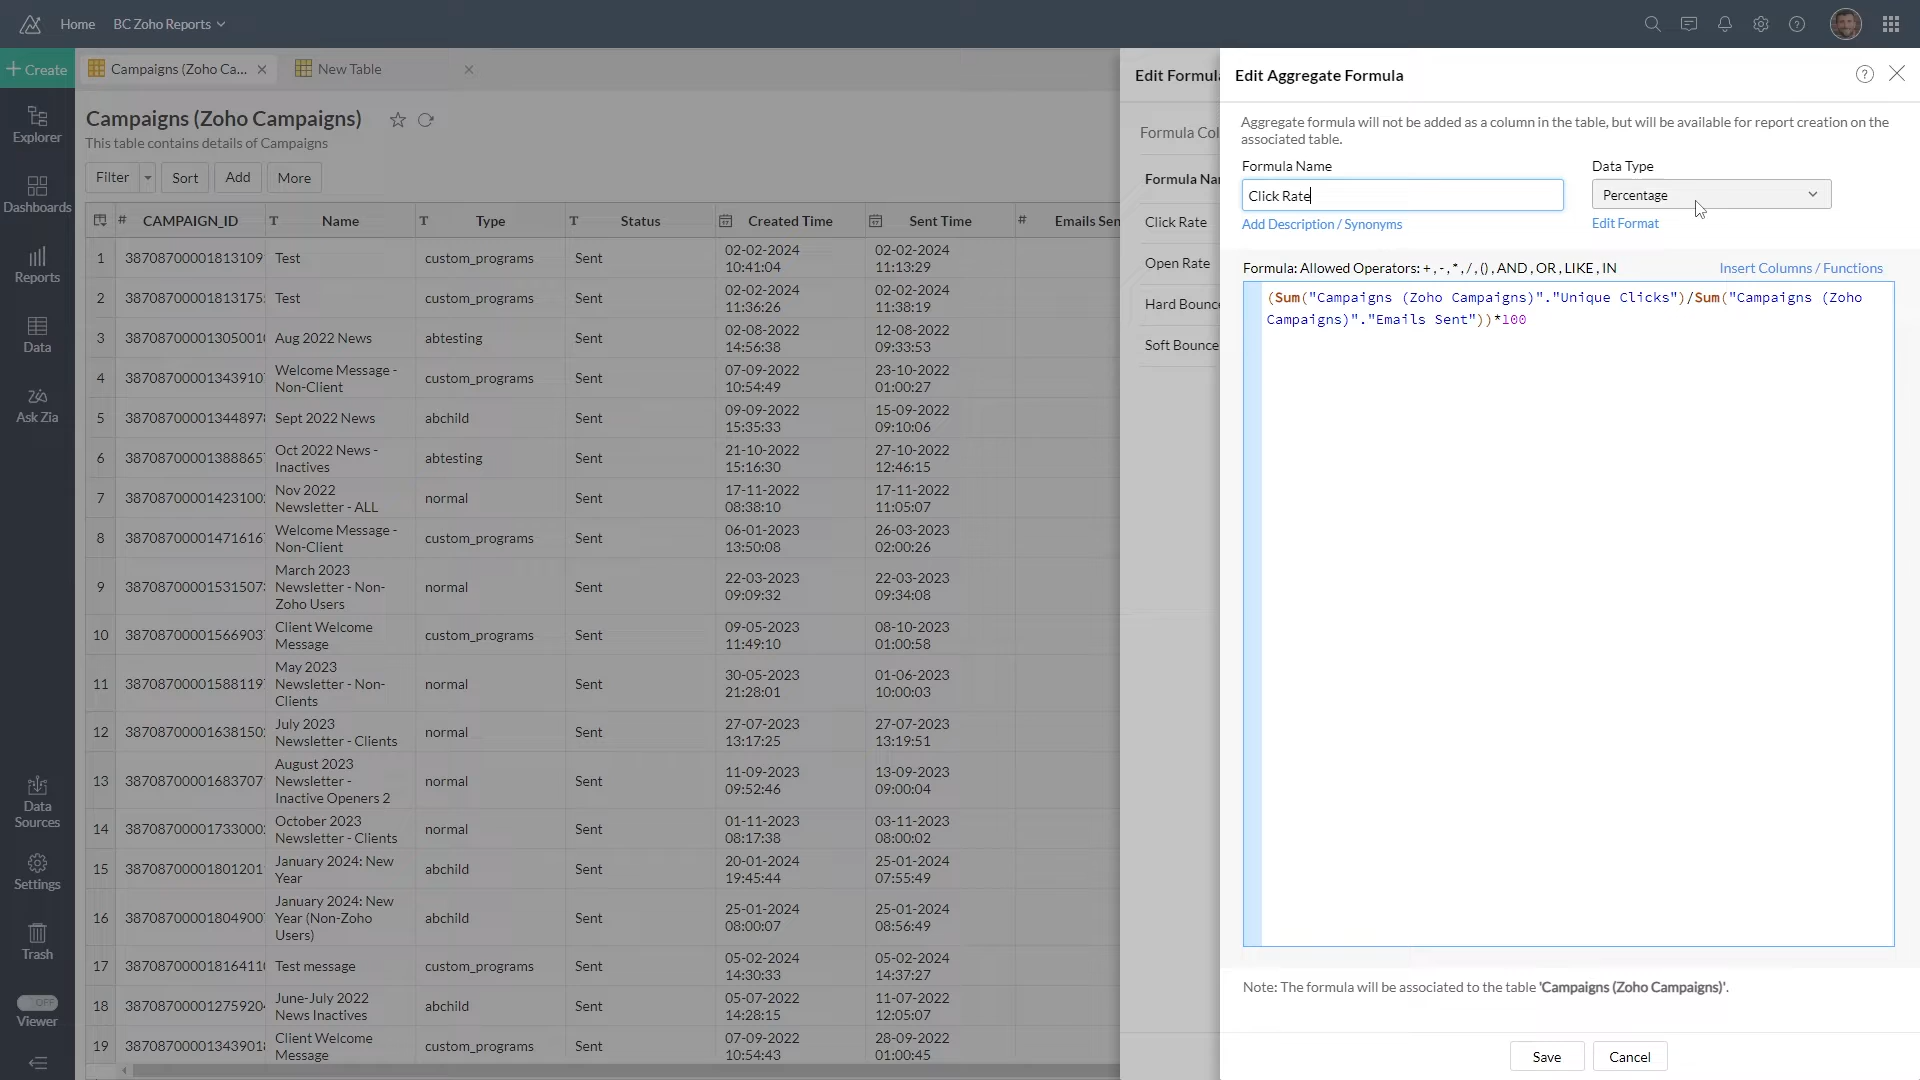 Home
BC Zoho Reports
Create
Explorer
Dashboards
Reports
Data
Ask Zia
Data
Sources
Settings
Trash
OFF
Viewer
Campaigns (Zoho Ca...
New Table
Campaigns (Zoho Campaigns)
This table contains details of Campaigns
Filter
Sort
Add
More
# CAMPAIGN_ID T Name T Type T Status Created Time Sent Time # Emails Sen
1 38708700001813109 Test custom_programs Sent 02-02-2024 10:41:04 02-02-2024 11:13:29
2 3870870000181317 Test custom_programs Sent 02-02-2024 11:36:26 02-02-2024 11:38:19
3 3870870000130500 Aug 2022 News abtesting Sent 02-08-2022 14:56:38 12-08-2022 09:33:53
4 3870870000134391 Welcome Message - Non-Client custom_programs Sent 07-09-2022 10:54:49 23-10-2022 01:00:27
5 3870870000134489 Sept 2022 News abchild Sent 09-09-2022 15:35:33 15-09-2022 09:10:06
6 3870870000138886 Oct 2022 News - Inactives abtesting Sent 21-10-2022 15:16:30 27-10-2022 12:46:15
7 3870870000142310 Nov 2022 Newsletter - ALL normal Sent 17-11-2022 08:38:10 17-11-2022 11:05:07
8 3870870000147161 Welcome Message - Non-Client custom_programs Sent 06-01-2023 13:50:08 26-03-2023 02:00:26
9 3870870000153150 March 2023 Newsletter - Non-Zoho Users normal Sent 22-03-2023 09:09:32 22-03-2023 09:34:08
10 3870870000156690 Client Welcome Message custom_programs Sent 09-05-2023 11:49:10 08-10-2023 01:00:58
11 3870870000158811 May 2023 Newsletter - Non-Clients normal Sent 30-05-2023 21:28:01 01-06-2023 10:00:03
12 3870870000163815 July 2023 Newsletter - Clients normal Sent 27-07-2023 13:17:25 27-07-2023 13:19:51
13 3870870000168370 August 2023 Newsletter - Inactive Openers 2 normal Sent 11-09-2023 09:52:46 13-09-2023 09:00:04
14 3870870000173300 October 2023 Newsletter - Clients normal Sent 01-11-2023 08:17:38 03-11-2023 08:00:02
15 3870870000180120 January 2024: New Year abchild Sent 20-01-2024 19:45:44 25-01-2024 07:55:49
16 3870870000180490 January 2024: New Year (Non-Zoho Users) abchild Sent 25-01-2024 08:00:07 25-01-2024 08:56:49
17 3870870000181641 Test message custom_programs Sent 05-02-2024 14:30:33 05-02-2024 14:37:27
18 3870870000127592 June-July 2022 News Inactives abchild Sent 05-07-2022 14:28:15 11-07-2022 12:05:07
19 3870870000134390 Client Welcome Message custom_programs Sent 07-09-2022 10:54:43 28-09-2022 01:00:45
Edit Formula
Formula Col
Formula Nam
Click Rate
Open Rate
Hard Bounce
Soft Bounce
Edit Aggregate Formula
Aggregate formula will not be added as a column in the table, but will be available for report creation on the
associated table.
Formula Name
Data Type
Click Rate
Percentage
Add Description / Synonyms
Edit Format
Formula: Allowed Operators: + , - , * , / , () , AND , OR , LIKE , IN
Insert Columns / Functions
(Sum("Campaigns (Zoho Campaigns)"."Unique Clicks")/Sum("Campaigns (Zoho
Campaigns)"."Emails Sent"))*100
Note: The formula will be associated to the table 'Campaigns (Zoho Campaigns)'.
Save
Cancel